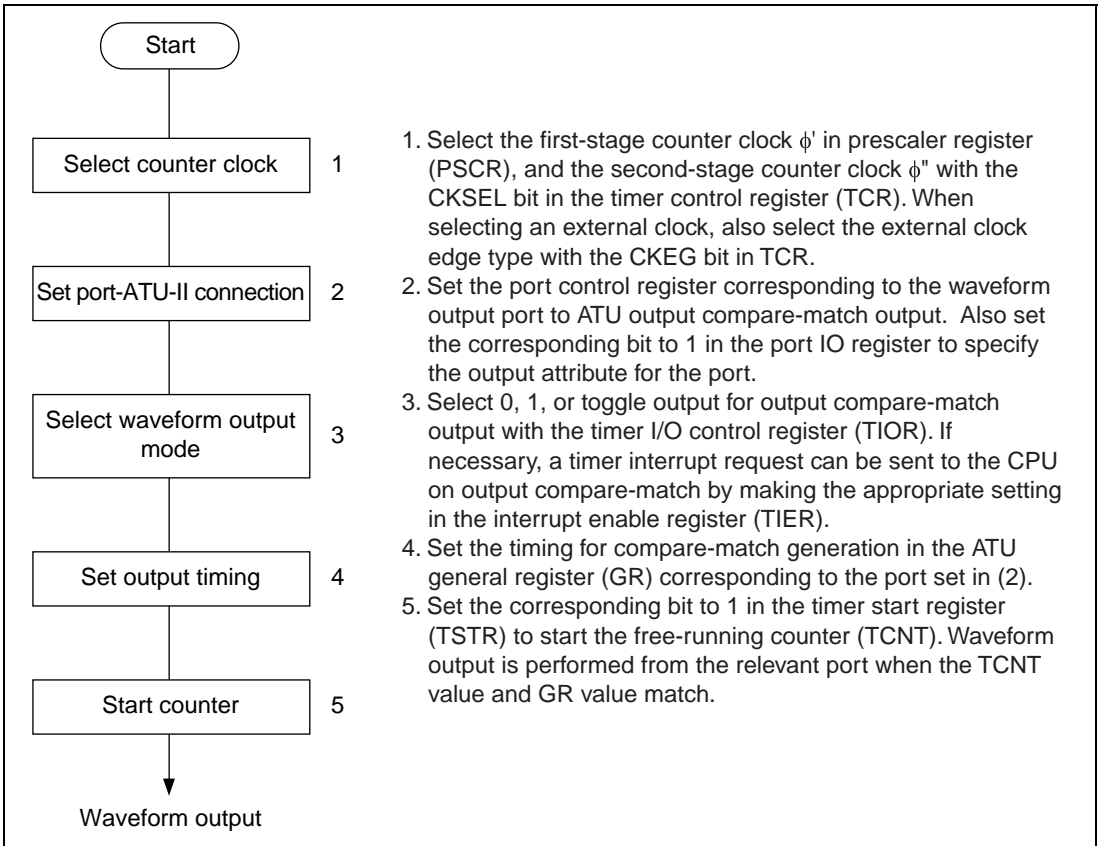 Start
Select counter clock
1
Set port-ATU-II connection
2
Select waveform output
mode
3
Set output timing
4
Start counter
5
Waveform output
1. Select the first-stage counter clock ϕ' in prescaler register
(PSCR), and the second-stage counter clock ϕ" with the
CKSEL bit in the timer control register (TCR). When
selecting an external clock, also select the external clock
edge type with the CKEG bit in TCR.
2. Set the port control register corresponding to the waveform
output port to ATU output compare-match output.  Also set
the corresponding bit to 1 in the port IO register to specify
the output attribute for the port.
3. Select 0, 1, or toggle output for output compare-match
output with the timer I/O control register (TIOR). If
necessary, a timer interrupt request can be sent to the CPU
on output compare-match by making the appropriate setting
in the interrupt enable register (TIER).
4. Set the timing for compare-match generation in the ATU
general register (GR) corresponding to the port set in (2).
5. Set the corresponding bit to 1 in the timer start register
(TSTR) to start the free-running counter (TCNT). Waveform
output is performed from the relevant port when the TCNT
value and GR value match.